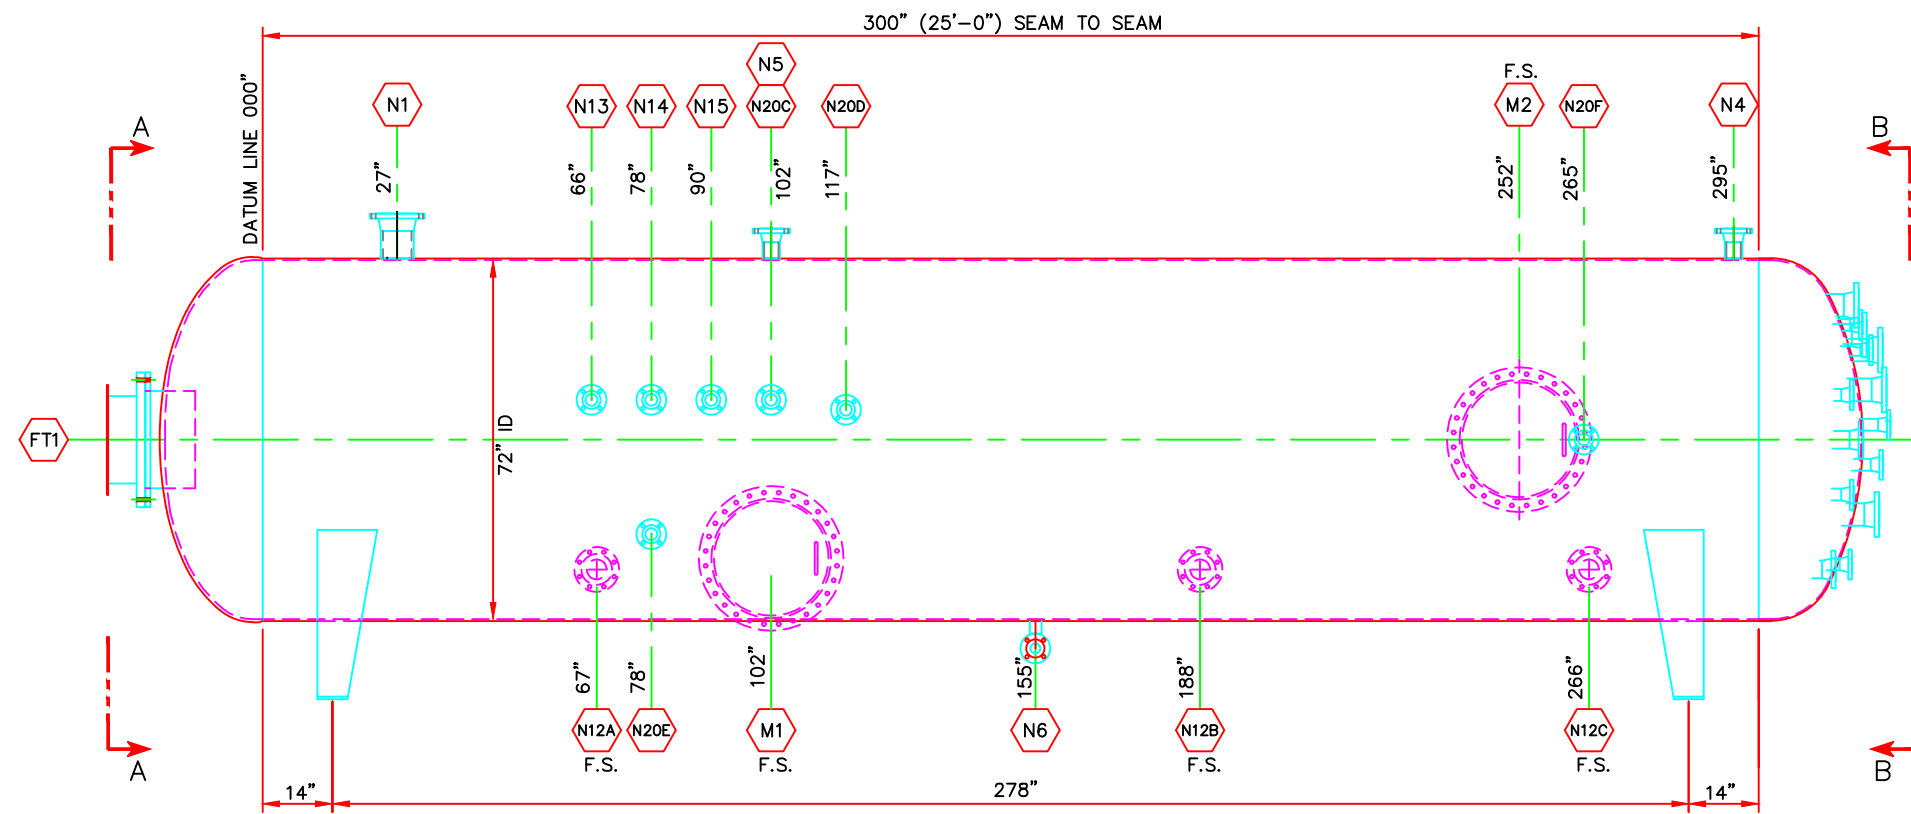 300" (25'-0") SEAM TO SEAM
N5
F.S.
N1
N13
N14
N15
N20C
N20D
M2
N20F
N4
A
B
DATUM LINE 000"
27"
66"
78"
90"
102"
117"
252"
265"
295"
FT1
72" ID
67"
78"
102"
155"
188"
266"
N12A
N20E
M1
N6
N12B
N12C
F.S.
F.S.
F.S.
F.S.
A
B
14"
278"
14"